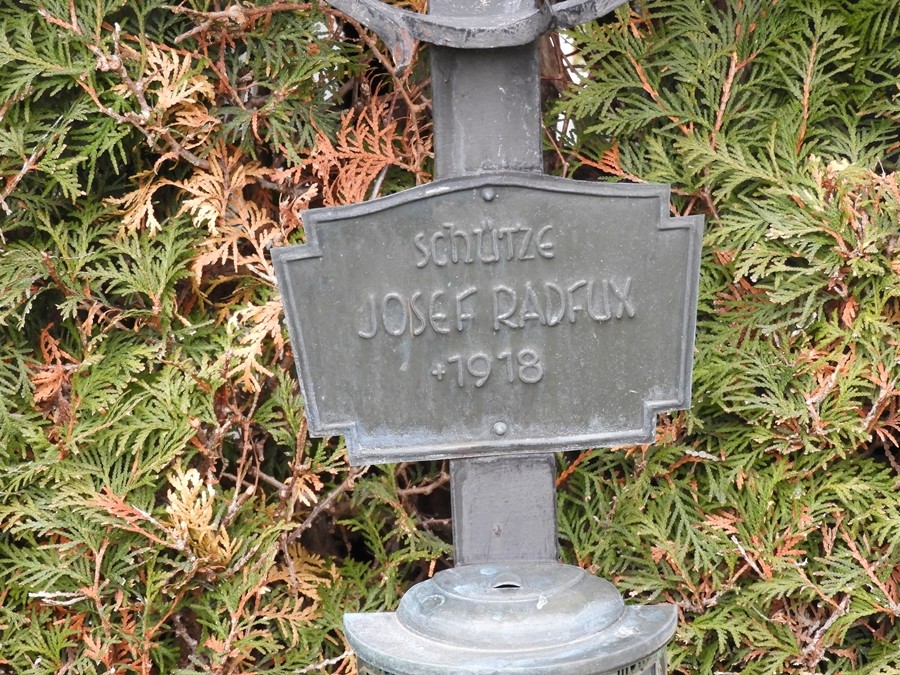 SCHÜTZE
JOSEF RADFUX
+1918